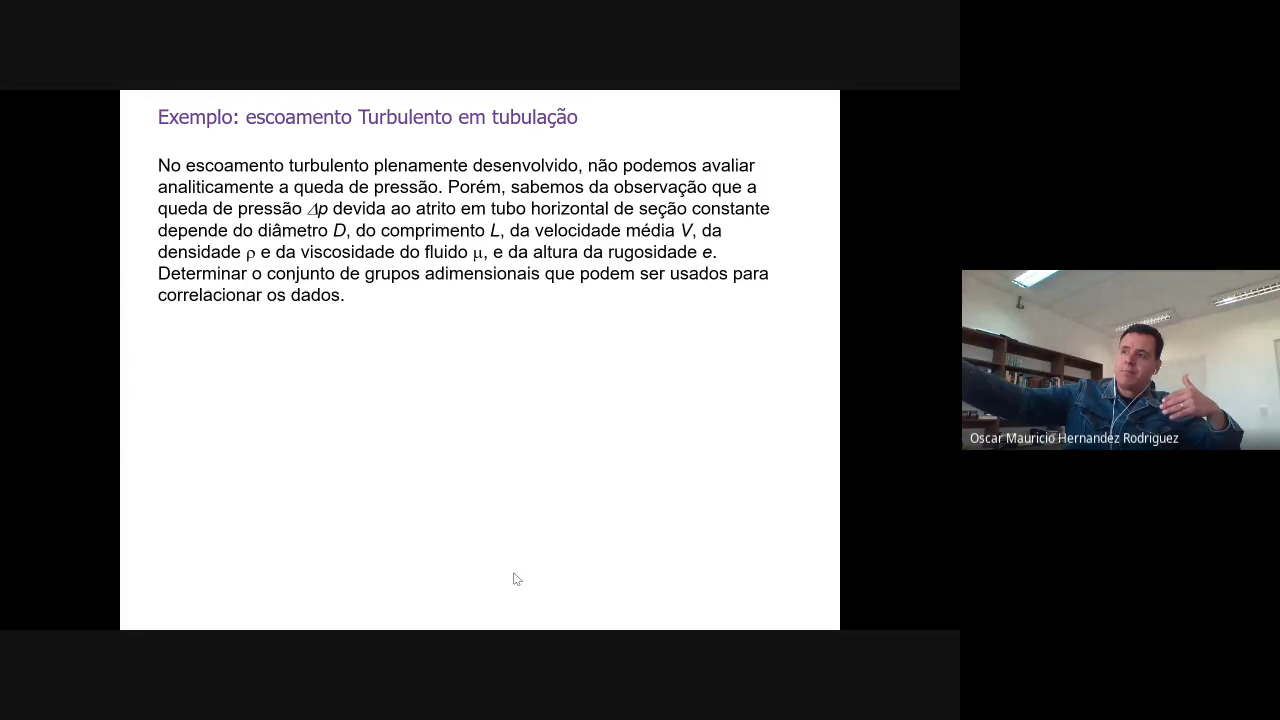 Exemplo: escoamento Turbulento em tubulação
No escoamento turbulento plenamente desenvolvido, não podemos avaliar
analiticamente a queda de pressão. Porém, sabemos da observação que a
queda de pressão Δp devida ao atrito em tubo horizontal de seção constante
depende do diâmetro D, do comprimento L, da velocidade média V, da
densidade ρ e da viscosidade do fluido μ, e da altura da rugosidade e.
Determinar o conjunto de grupos adimensionais que podem ser usados para
correlacionar os dados.
Oscar Mauricio Hernandez Rodriguez